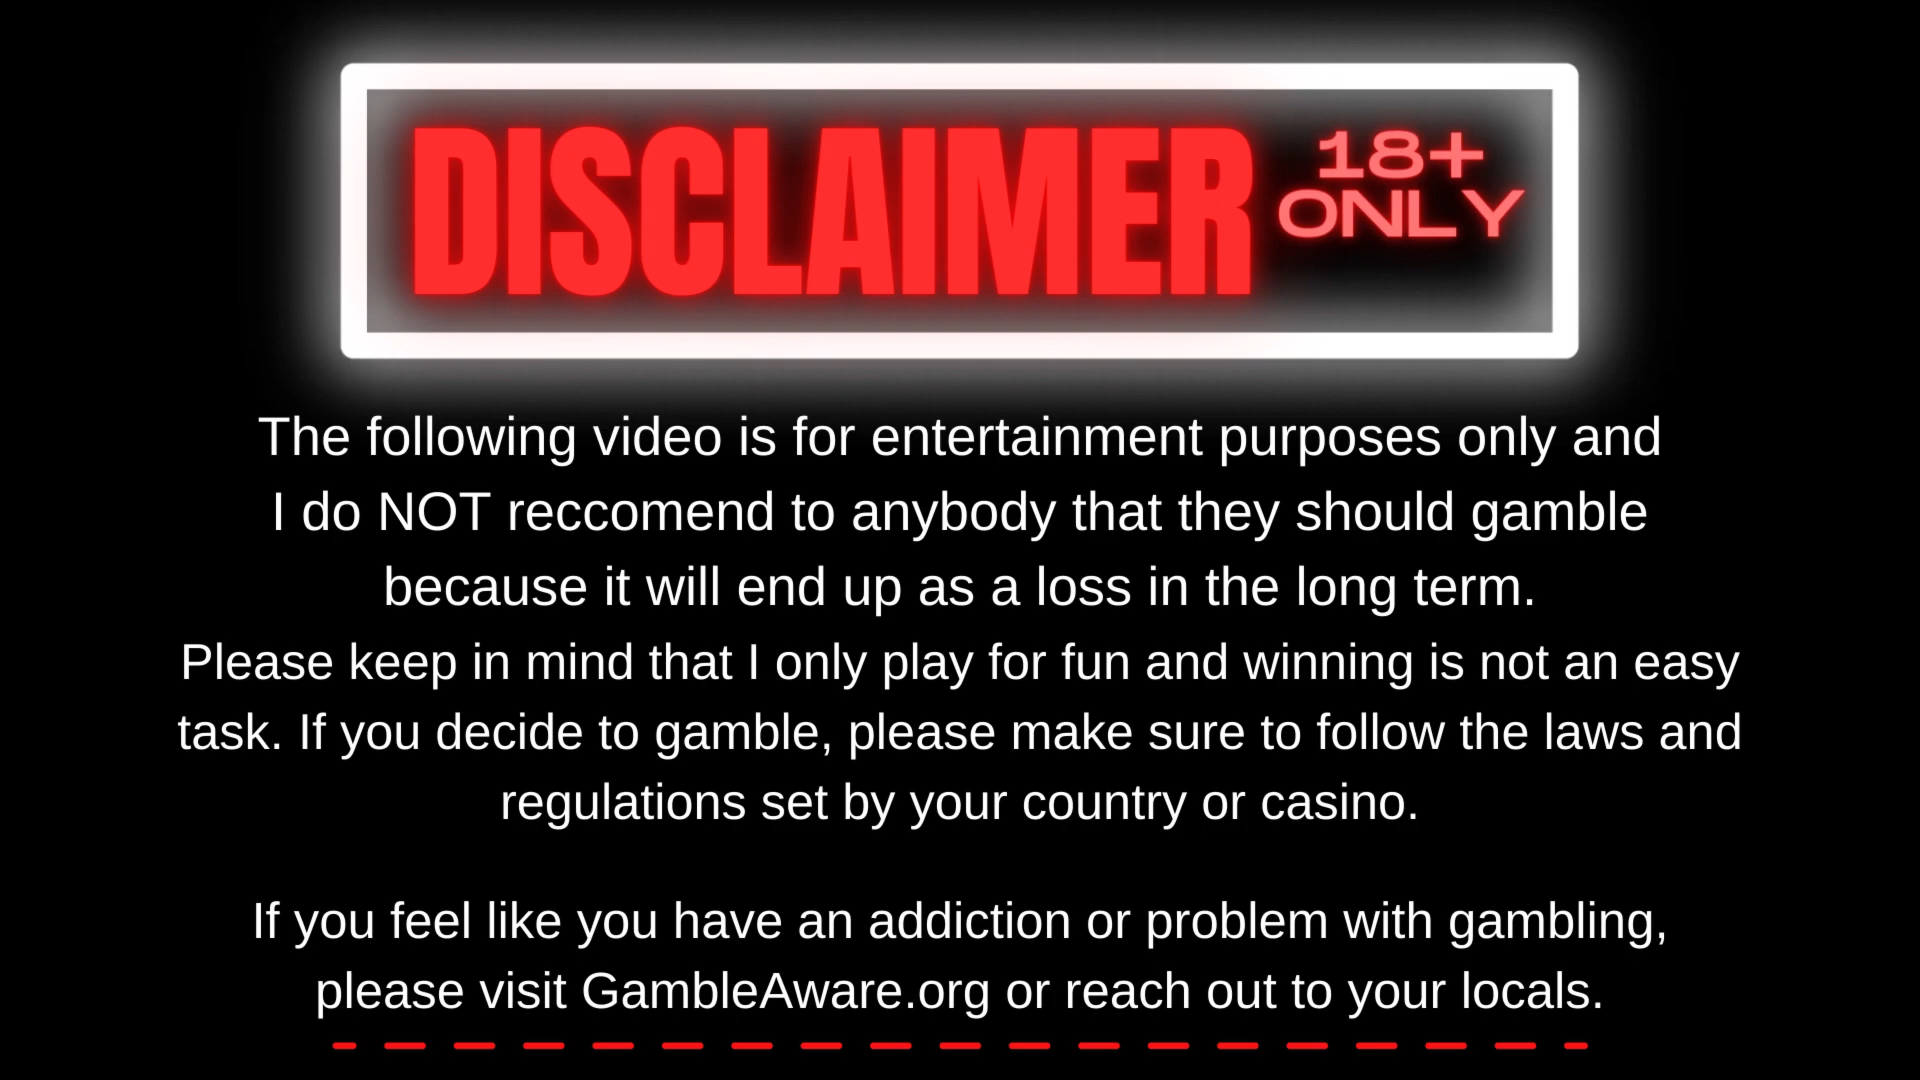 DISCLAIMER
18+
ONLY
The following video is for entertainment purposes only and
I do NOT reccomend to anybody that they should gamble
because it will end up as a loss in the long term.
Please keep in mind that I only play for fun and winning is not an easy
task. If you decide to gamble, please make sure to follow the laws and
regulations set by your country or casino.
If you feel like you have an addiction or problem with gambling,
please visit GambleAware.org or reach out to your locals.